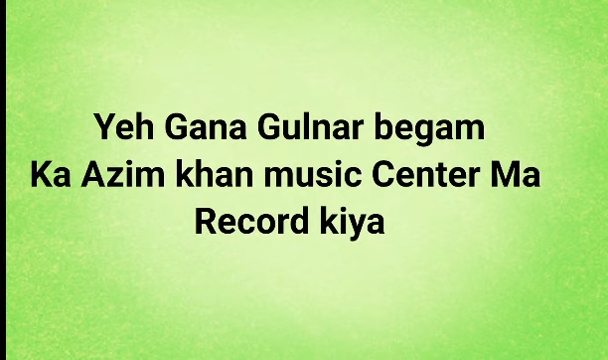 Yeh Gana Gulnar begam
Ka Azim khan music Center Ma
Record kiya